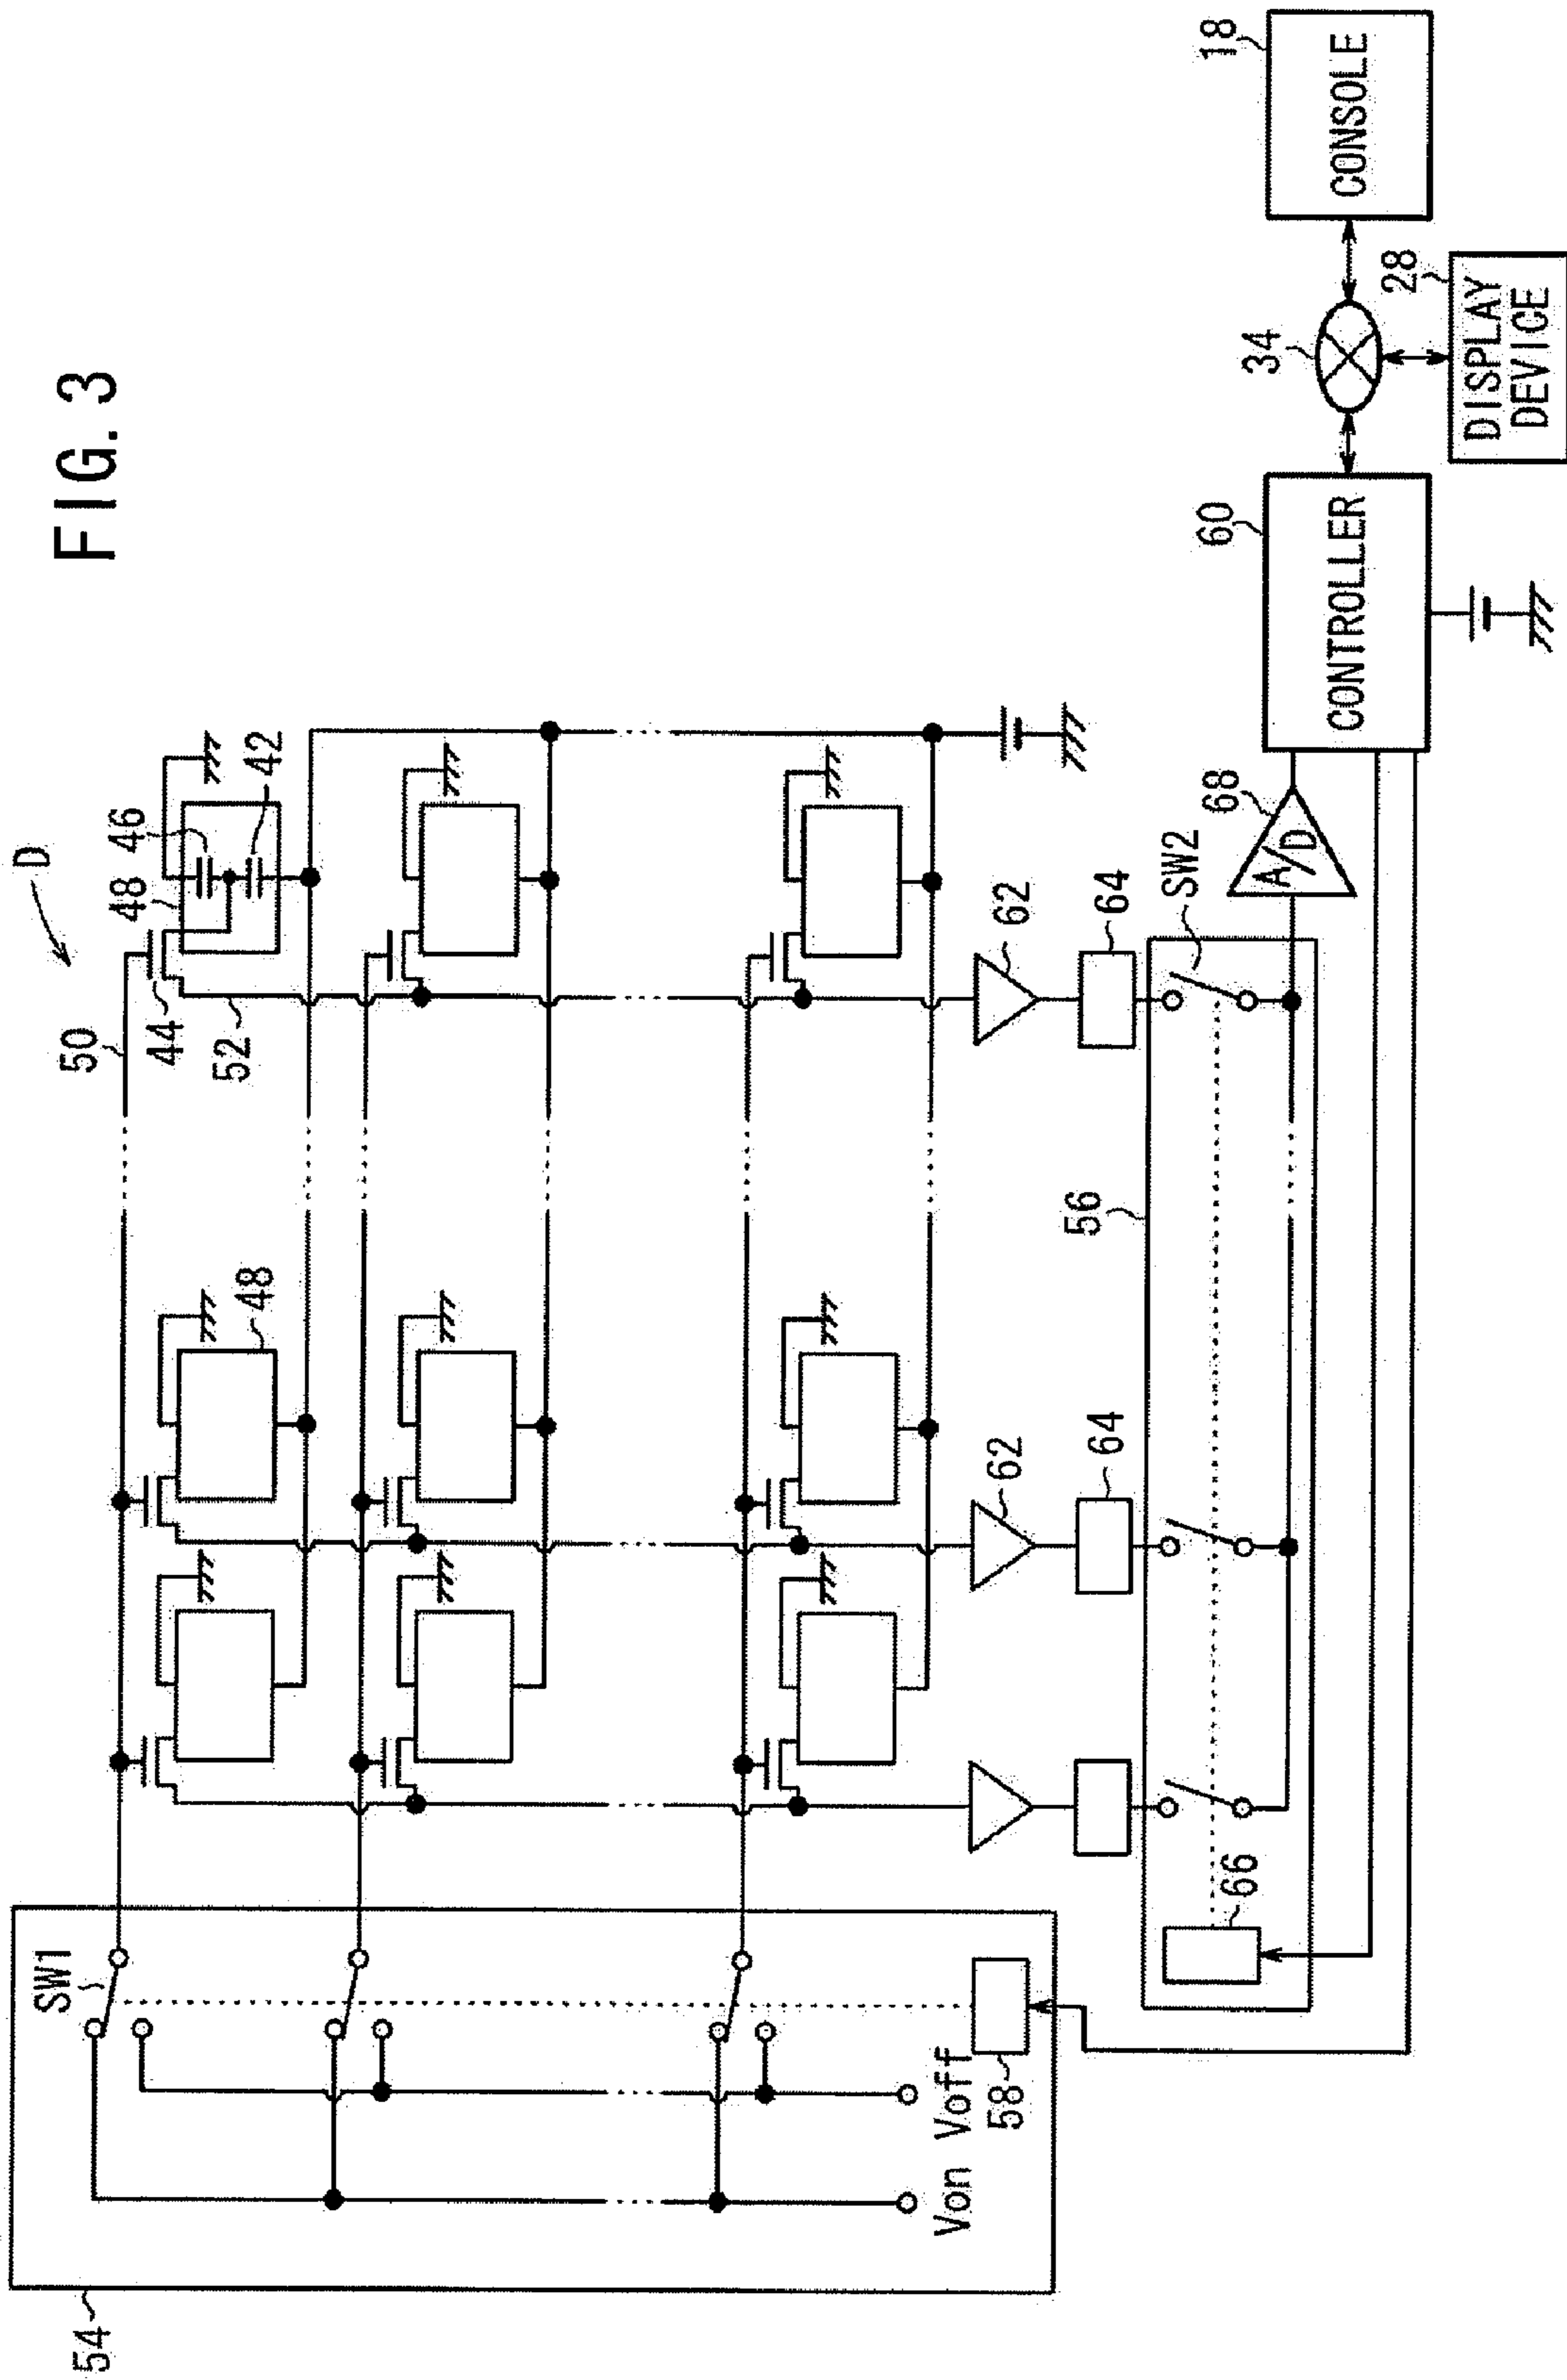 FIG. 3
D
50
44
52
48
46
42
48
SW1
54
Von
Voff
58
62
62
64
64
56
SW2
66
68
A/D
60
CONTROLLER
34
28
DISPLAY
DEVICE
18
CONSOLE